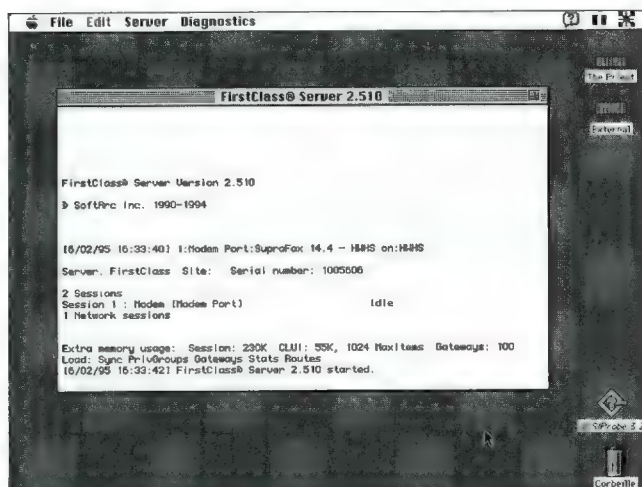 File Edit Server Diagnostics
FirstClass® Server 2.510
FirstClass® Server Version 2.510
© SoftArc Inc. 1990-1994
[6/02/95 16:33:40] 1:Modem Port:SupraFax 14.4 - HHHS on:HHHS
Server: FirstClass Site: Serial number: 1005606
2 Sessions
Session 1 : Modem (Modem Port) Idle
1 Network sessions
Extra memory usage: Session: 230K CLUI: 55K, 1024 MaxItems Gateways: 100
Load: Sync PrivGroups Gateways Stats Routes
[6/02/95 16:33:42] FirstClass® Server 2.510 started.
The Priest
External
Corbeille